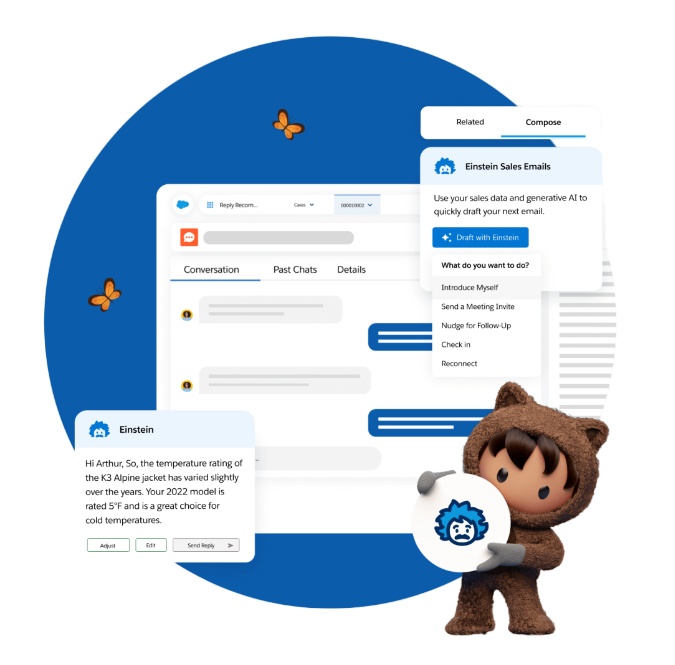 Related Compose
Einstein Sales Emails
Use your sales data and generative AI to
quickly draft your next email.
Draft with Einstein
What do you want to do?
Introduce Myself
Send a Meeting Invite
Nudge for Follow-Up
Check in
Reconnect
Reply Recom... Cases 00001002
Conversation Past Chats Details
Einstein
Hi Arthur, So, the temperature rating of
the K3 Alpine jacket has varied slightly
over the years. Your 2022 model is
rated 5°F and is a great choice for
cold temperatures.
Adjust Edit Send Reply